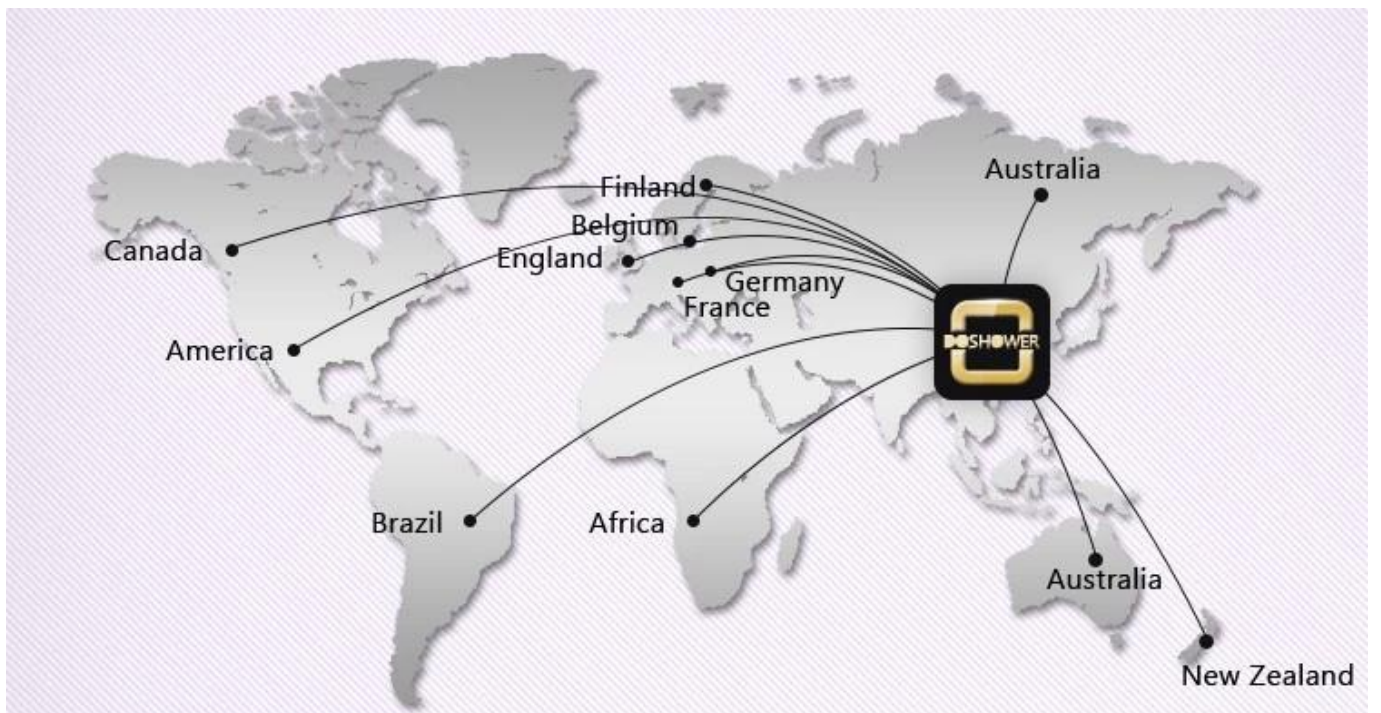 Australia
Finland
Belgium
Canada
England
Germany
France
DOSHOWER
America
Brazil
Africa
Australia
New Zealand